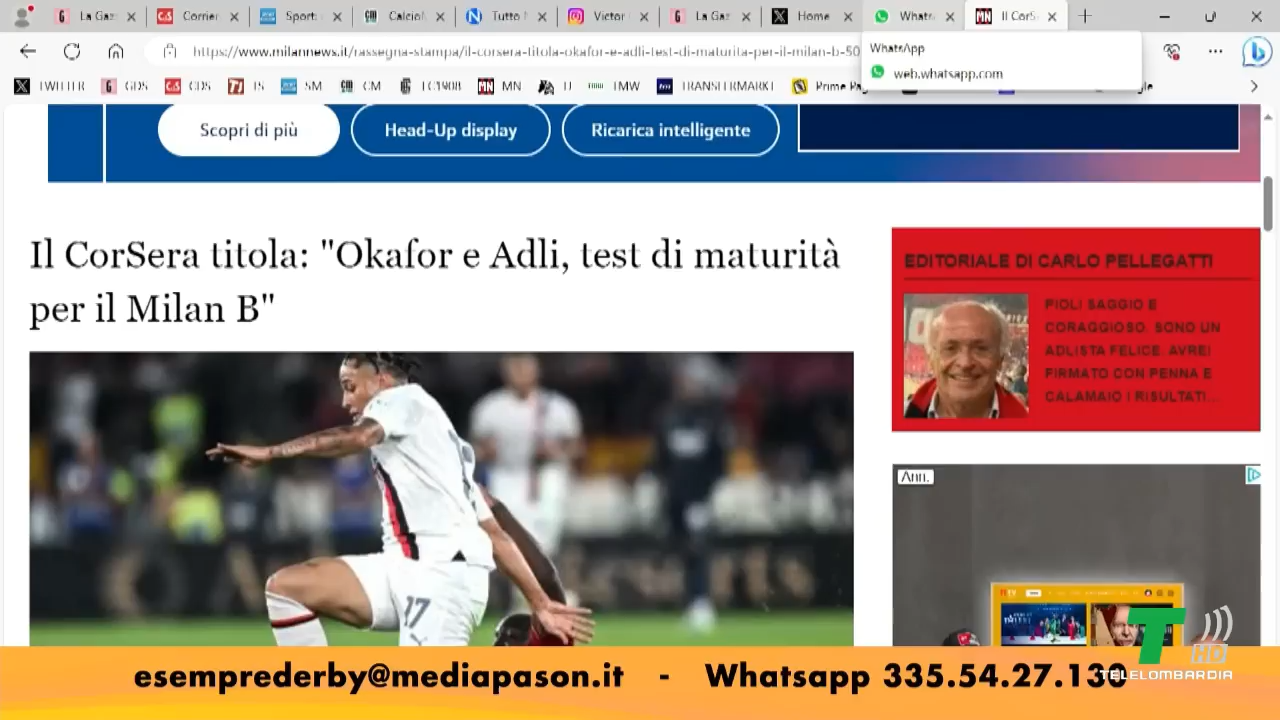 La Gaz
Corrier
Sport:
CalcioM
Tutto M
Victor
La Gaz
Home
Whats
Il CorS
https://www.milannews.it/rassegna-stampa/il-corsera-titola-okafor-e-adli-test-di-maturita-per-il-milan-b-50
WhatsApp
web.whatsapp.com
TWITTER
GDS
CDS
TS
SM
CM
FC1908
MN
TMW
TRANSFERMARKT
Prime Pag
Scopri di più
Head-Up display
Ricarica intelligente
Il CorSera titola: "Okafor e Adli, test di maturità
per il Milan B"
EDITORIALE DI CARLO PELLEGATTI
PIOLI SAGGIO E
CORAGGIOSO. SONO UN
ADLISTA FELICE. AVREI
FIRMATO CON PENNA E
CALAMAIO I RISULTATI...
Ann.
17
T HD
TELELOMBARDIA
esemprederby@mediapason.it - Whatsapp 335.54.27.130